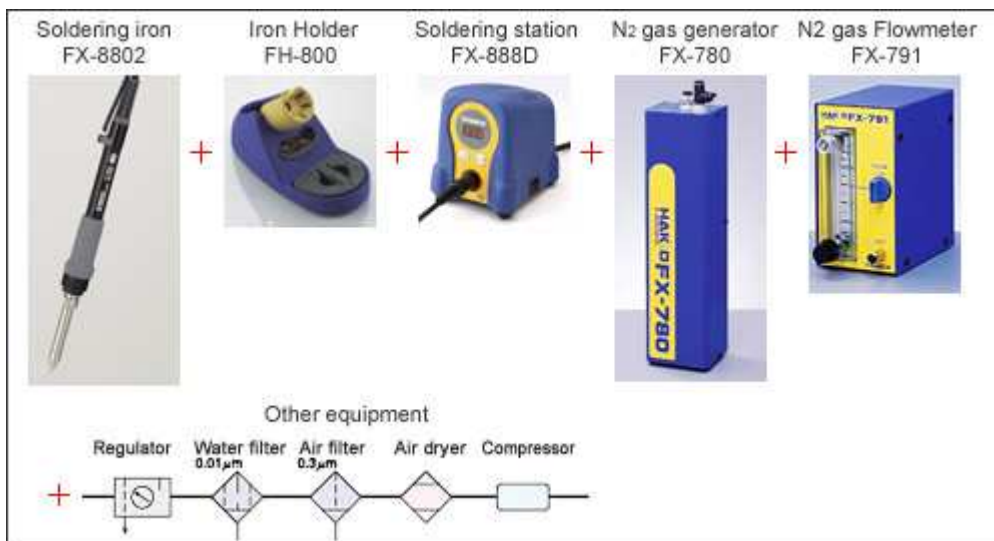 Soldering iron
FX-8802
Iron Holder
FH-800
Soldering station
FX-888D
N2 gas generator
FX-780
N2 gas Flowmeter
FX-791
HAKKO FX-780
FX-791
Other equipment
Regulator
Water filter
0.01μm
Air filter
0.3μm
Air dryer
Compressor